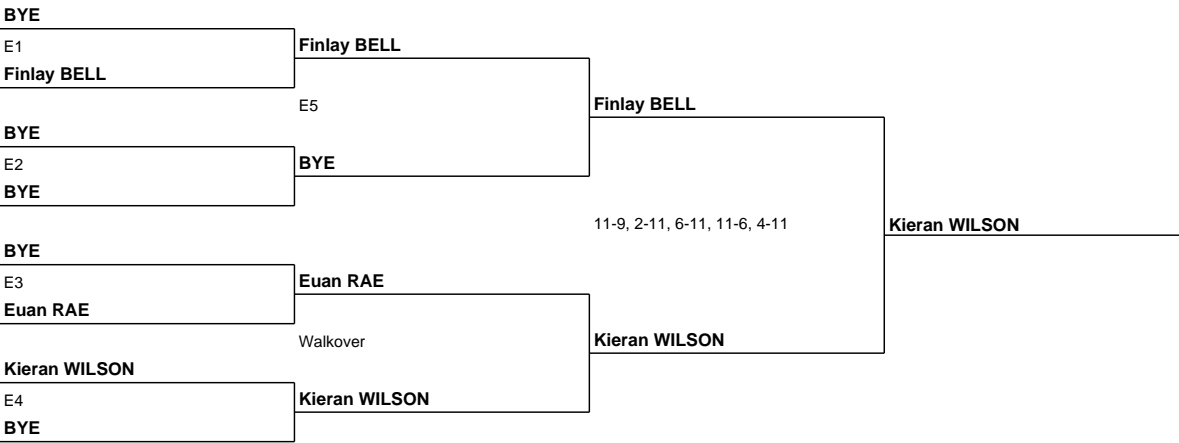 BYE
E1
Finlay BELL
BYE
E2
BYE
BYE
E3
Euan RAE
Kieran WILSON
E4
BYE
Finlay BELL
E5
BYE
Euan RAE
Walkover
Kieran WILSON
Finlay BELL
11-9, 2-11, 6-11, 11-6, 4-11
Kieran WILSON
Kieran WILSON